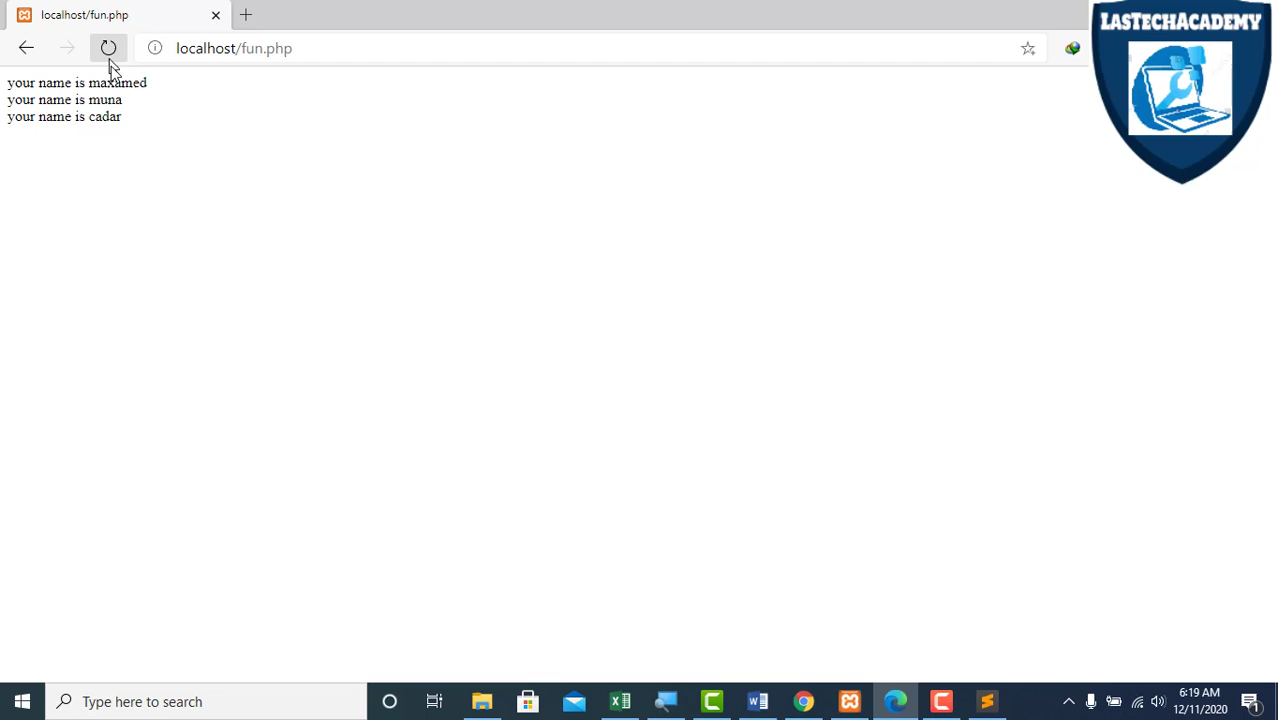 localhost/fun.php
LasTechAcademy
localhost/fun.php
your name is maxamed
your name is muna
your name is cadar
Type here to search
6:19 AM
12/11/2020
1